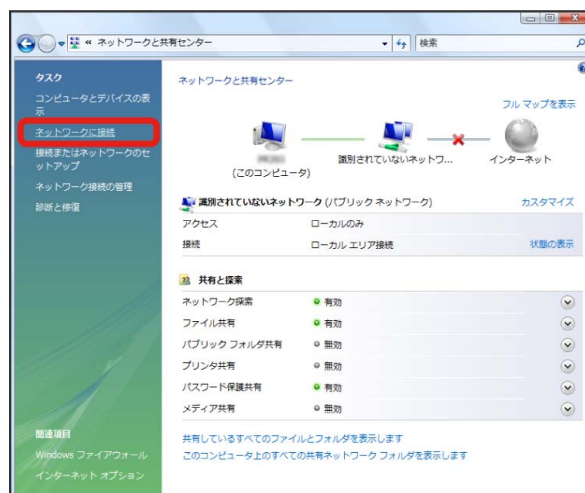 « ネットワークと共有センター
検索
タスク
コンピュータとデバイスの表
示
ネットワークに接続
接続またはネットワークのセ
ットアップ
ネットワーク接続の管理
診断と修復
関連項目
Windows ファイアウォール
インターネット オプション
ネットワークと共有センター
フル マップを表示
(このコンピュータ)
識別されていないネットワ...
インターネット
識別されていないネットワーク (パブリック ネットワーク)
カスタマイズ
アクセス ローカルのみ
接続 ローカル エリア接続 状態の表示
共有と探索
ネットワーク探索 有効
ファイル共有 有効
パブリック フォルダ共有 無効
プリンタ共有 無効
パスワード保護共有 有効
メディア共有 無効
共有しているすべてのファイルとフォルダを表示します
このコンピュータ上のすべての共有ネットワーク フォルダを表示します